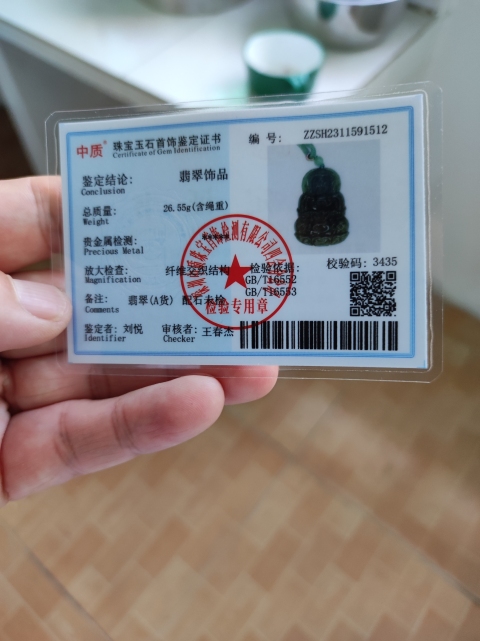 中质® 珠宝玉石首饰鉴定证书
Certificate of Gem Identification
编 号: ZZSH2311591512
鉴定结论: 翡翠饰品
Conclusion
总质量: 26.55g(含绳重)
Weight
贵金属检测: *****
Precious Metal
放大检查: 纤维交织结构
Magnification
检验依据:
GB/T16552
GB/T16553
校验码: 3435
备注: 翡翠(A货) 配石未检
Comments
鉴定者: 刘悦
Identifier
审核者: 王春杰
Checker
检验专用章